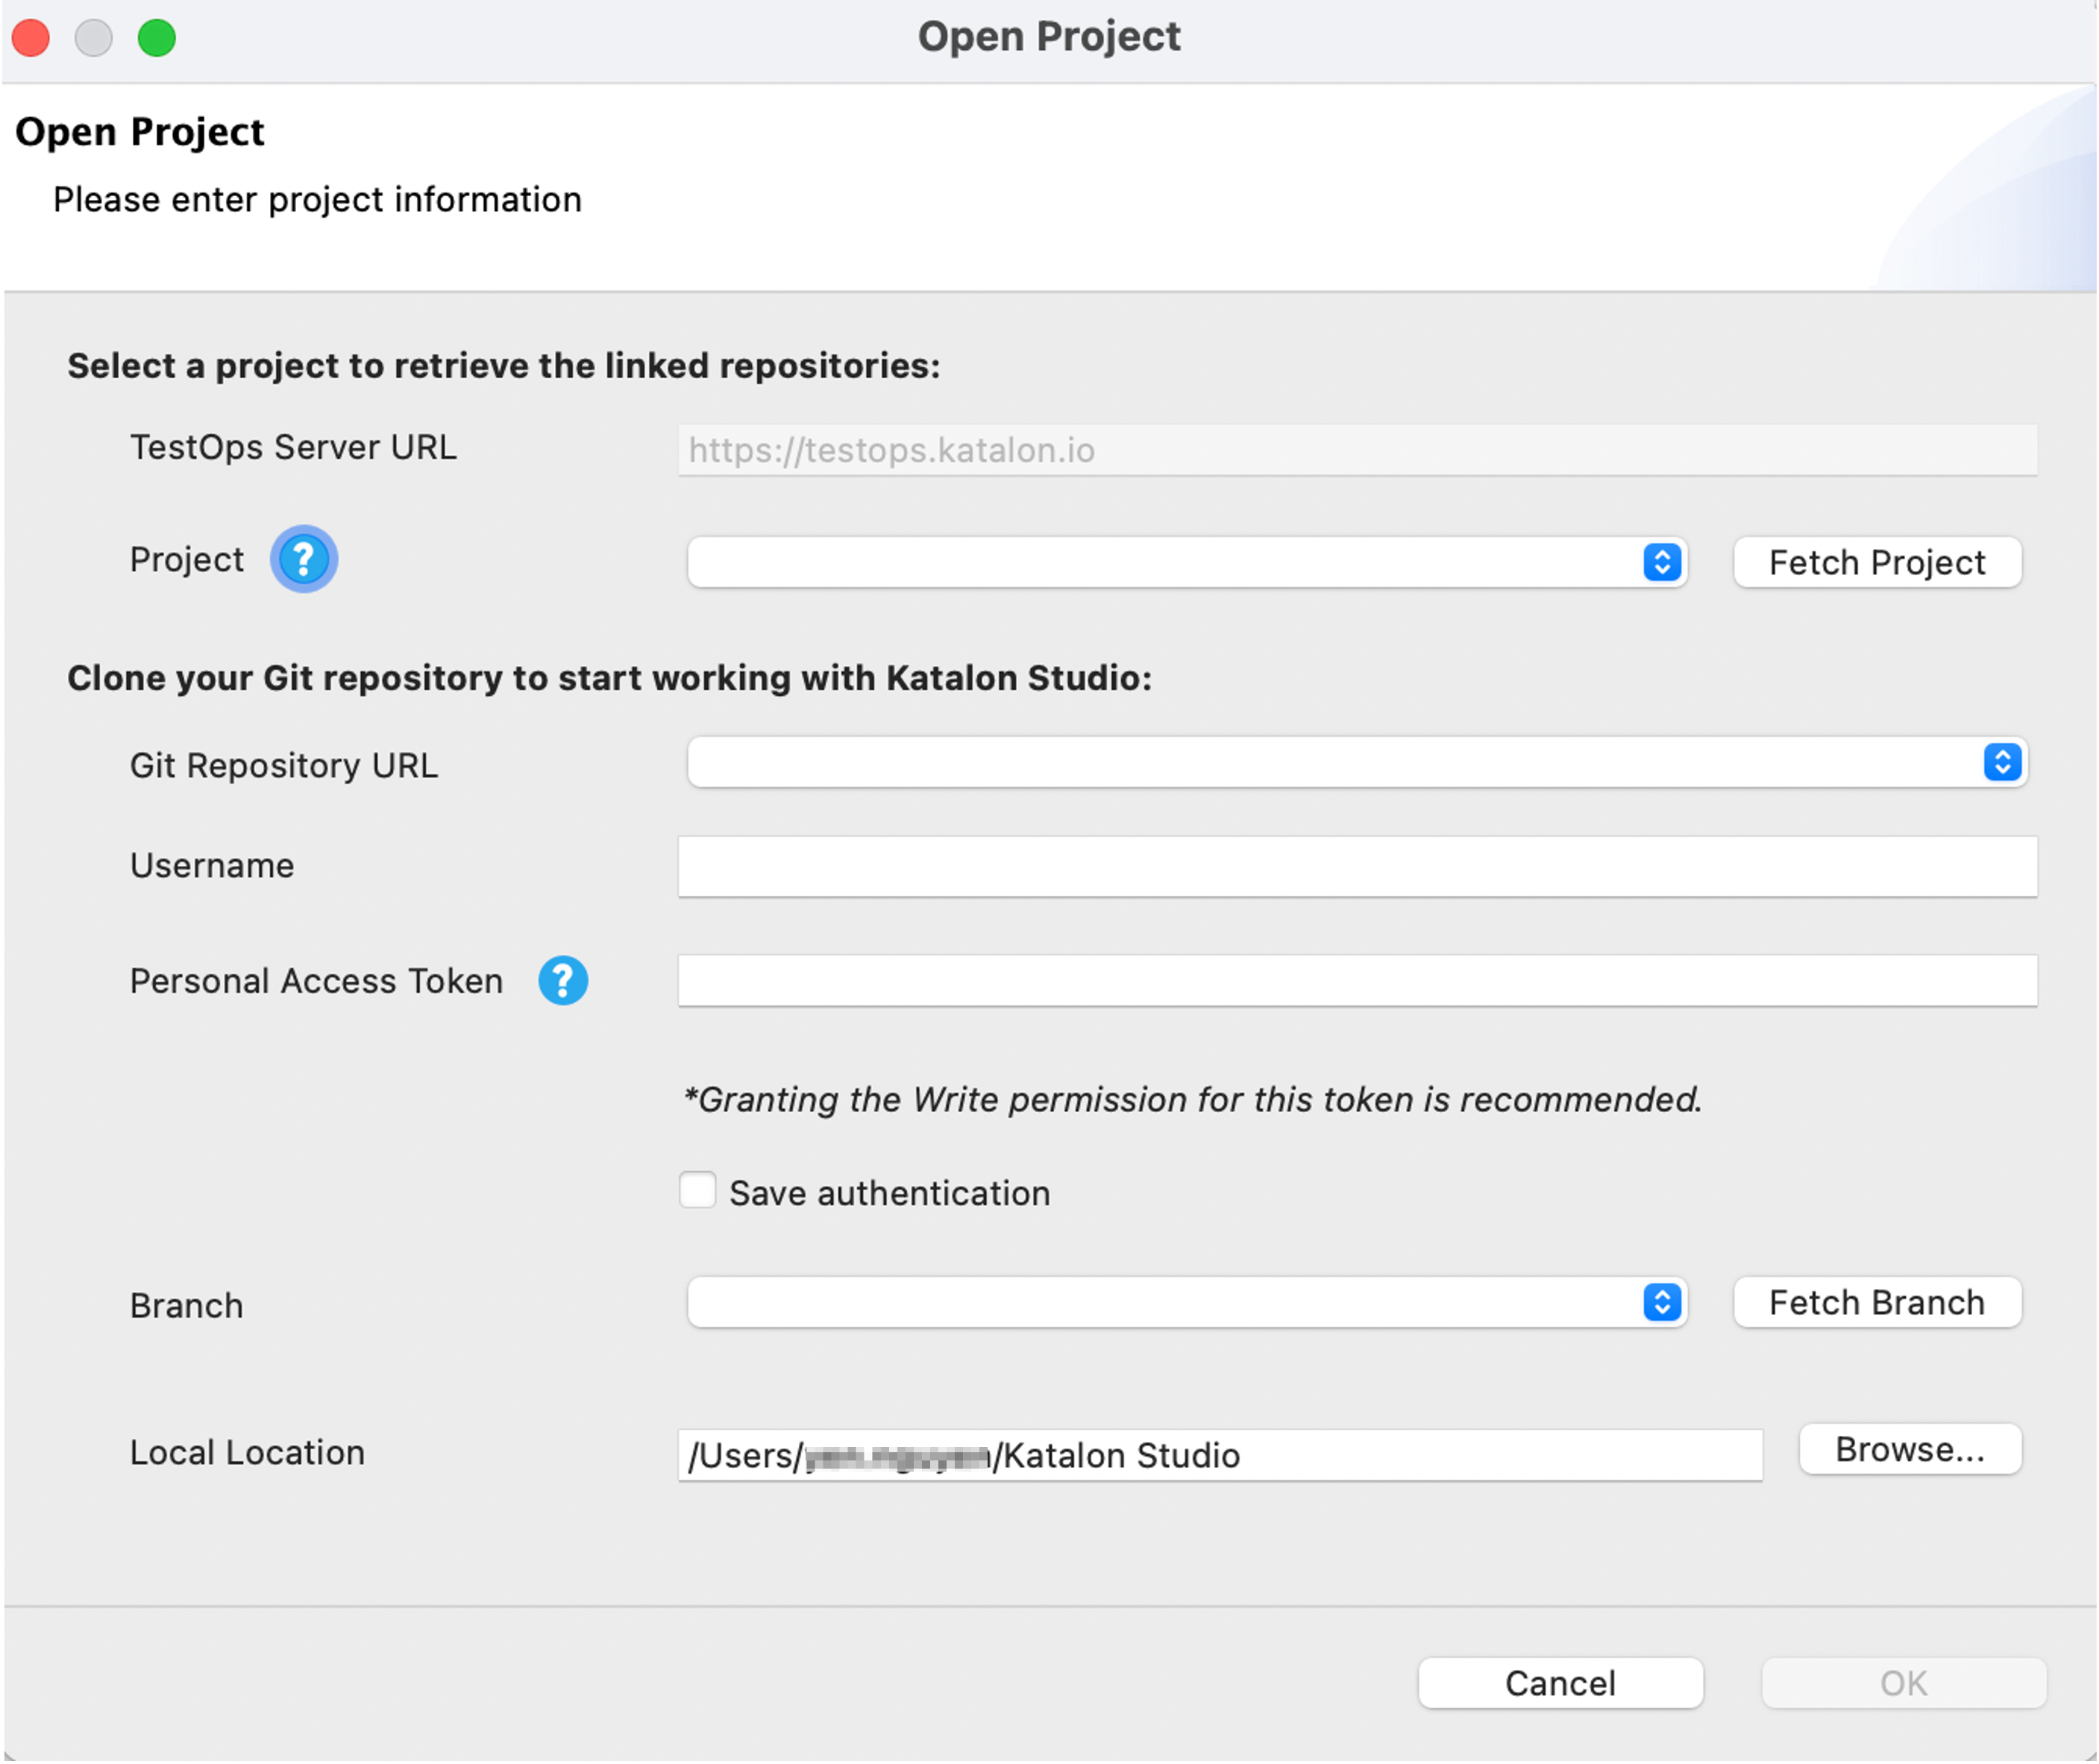 Open Project
Open Project
Please enter project information
Select a project to retrieve the linked repositories:
TestOps Server URL
https://testops.katalon.io
Project ?
Fetch Project
Clone your Git repository to start working with Katalon Studio:
Git Repository URL
Username
Personal Access Token ?
*Granting the Write permission for this token is recommended.
Save authentication
Branch
Fetch Branch
Local Location
/Users/ /Katalon Studio
Browse...
Cancel
OK